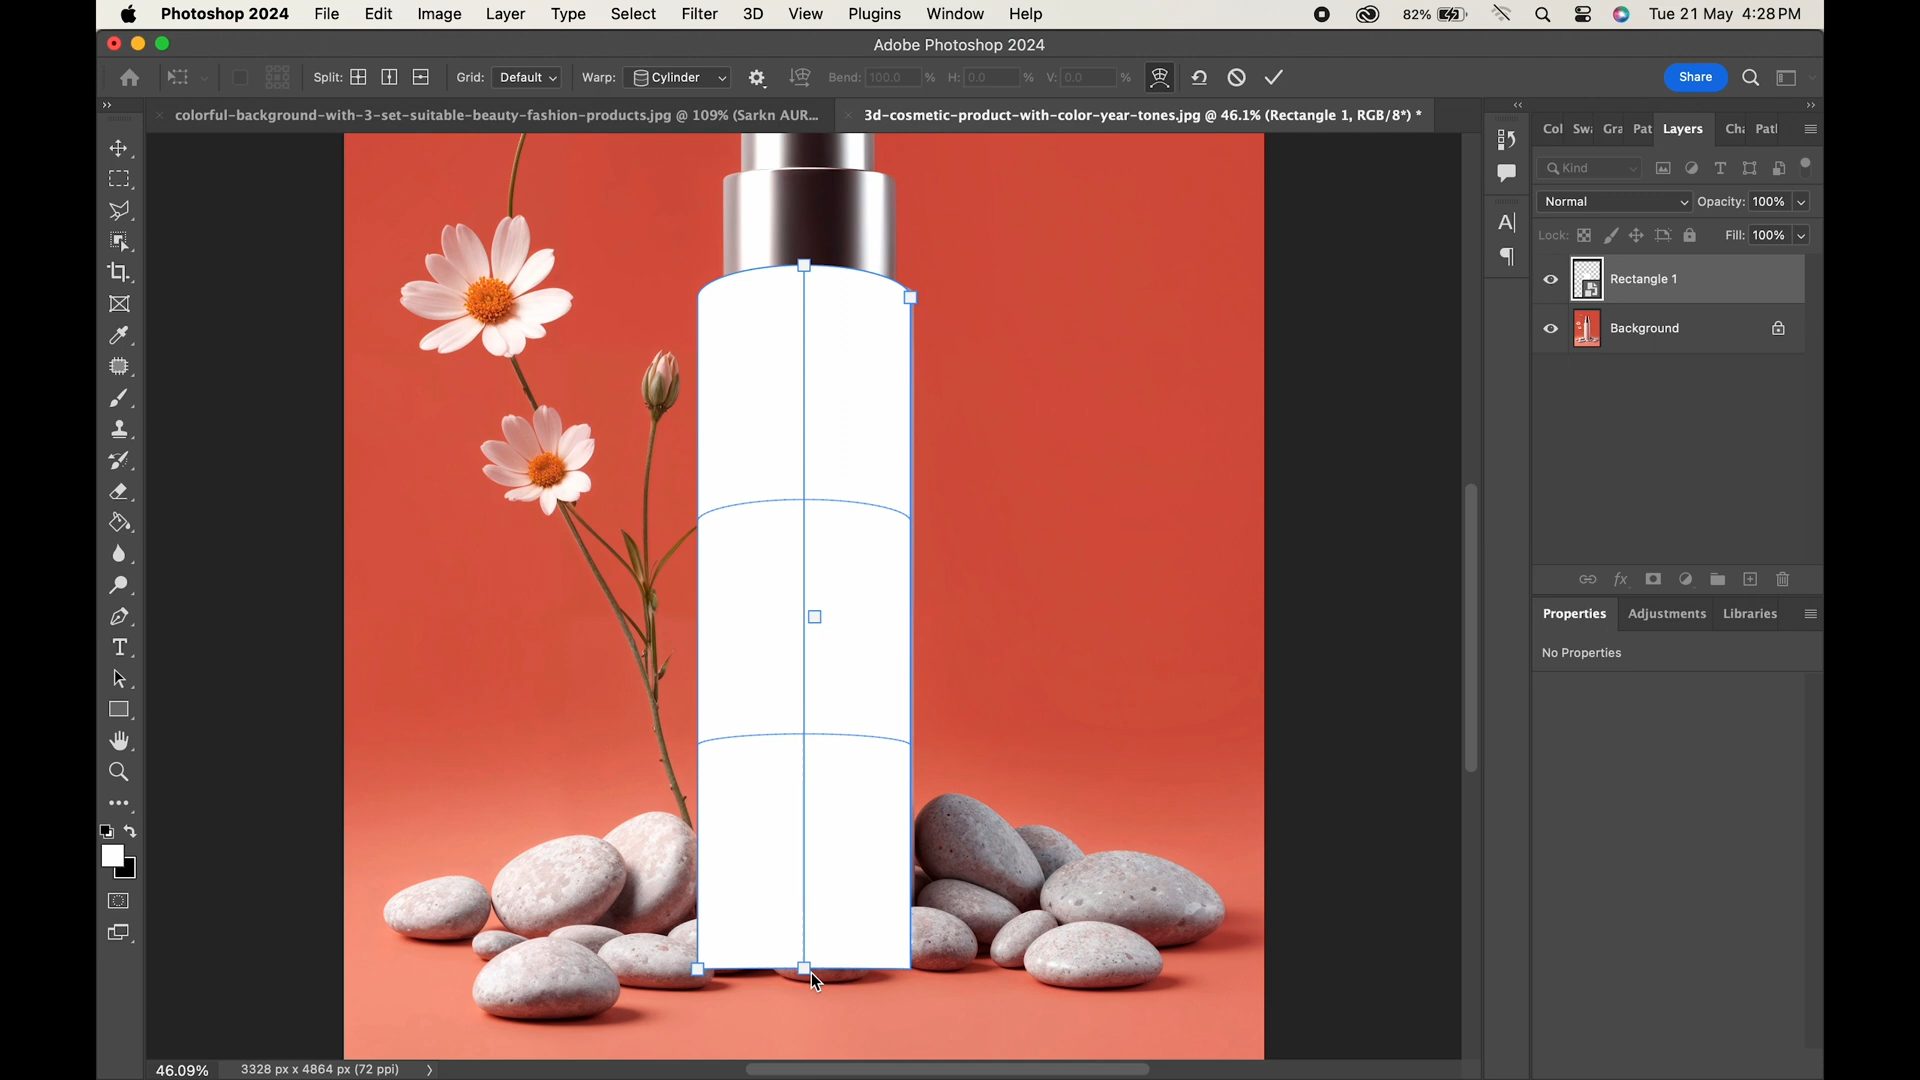 Photoshop 2024 File Edit Image Layer Type Select Filter 3D View Plugins Window Help 82% Tue 21 May 4:28 PM
Adobe Photoshop 2024
Split: Grid: Default Warp: Cylinder Bend: 100.0 % H: 0.0 % V: 0.0 % Share
colorful-background-with-3-set-suitable-beauty-fashion-products.jpg @ 109% (Sarkn AUR... 3d-cosmetic-product-with-color-year-tones.jpg @ 46.1% (Rectangle 1, RGB/8*) *
Col Swa Gra Pat Layers Cha Patl
Kind
Normal Opacity: 100%
Lock: Fill: 100%
Rectangle 1
Background
Properties Adjustments Libraries
No Properties
46.09% 3328 px x 4864 px (72 ppi)